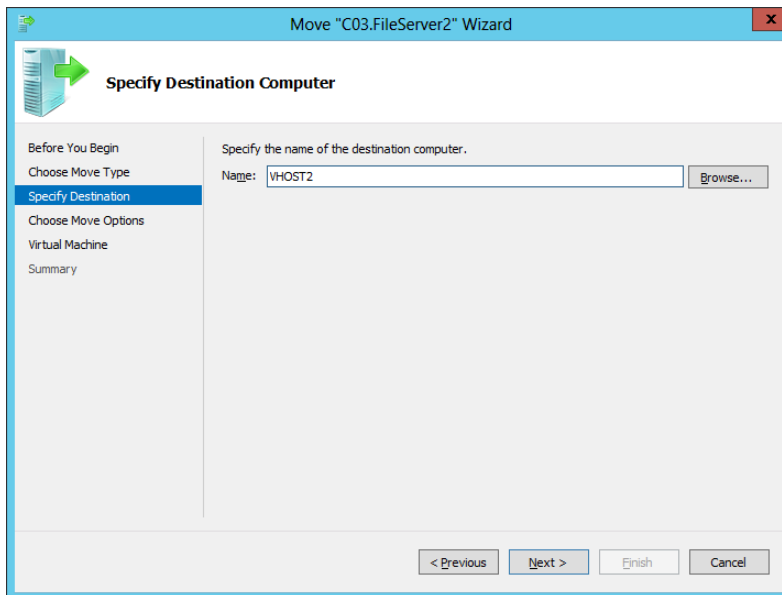 Move "C03.FileServer2" Wizard
x
Specify Destination Computer
Before You Begin
Choose Move Type
Specify Destination
Choose Move Options
Virtual Machine
Summary
Specify the name of the destination computer.
Name: VHOST2 Browse...
< Previous Next > Finish Cancel